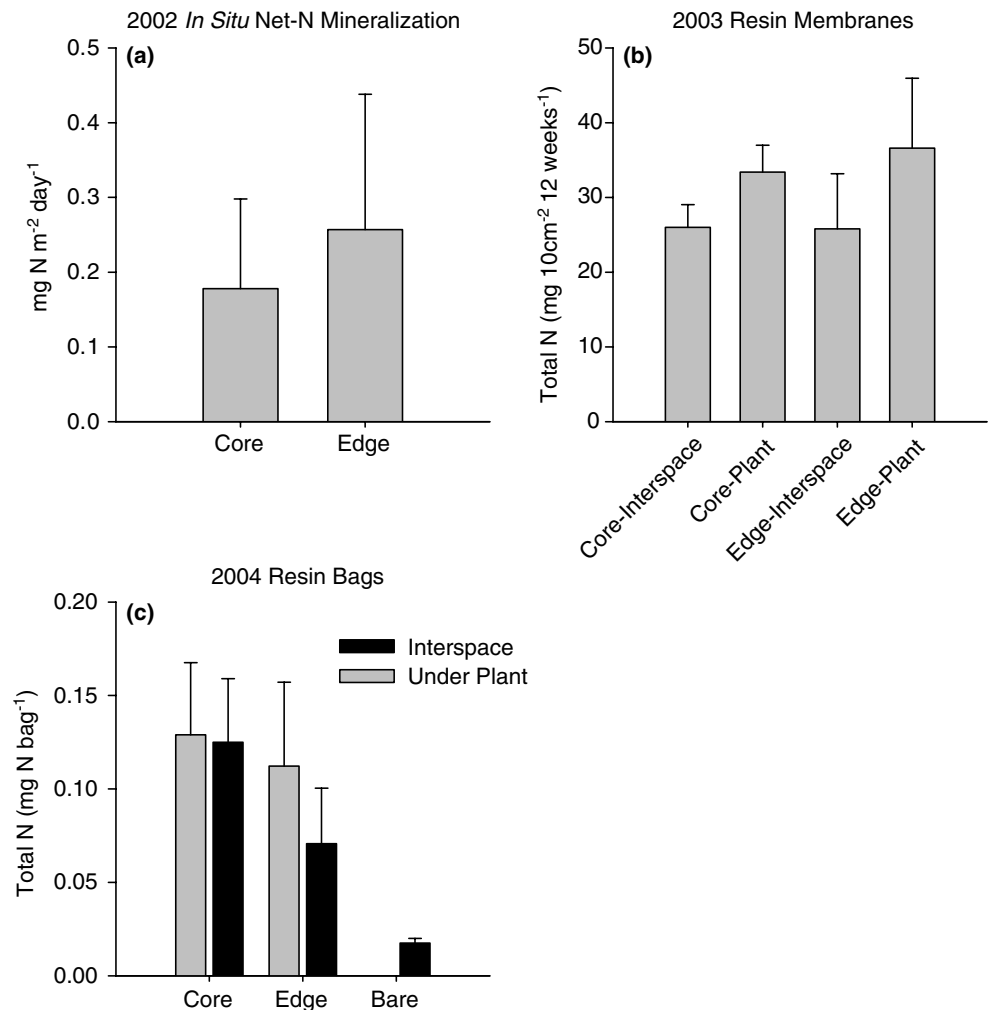 2002 In Situ Net-N Mineralization
(a)
mg N m⁻² day⁻¹
0.5
0.4
0.3
0.2
0.1
0.0
Core Edge
2003 Resin Membranes
(b)
Total N (mg 10cm⁻² 12 weeks⁻¹)
50
40
30
20
10
0
Core-Interspace
Core-Plant
Edge-Interspace
Edge-Plant
2004 Resin Bags
(c)
Total N (mg N bag⁻¹)
0.20
0.15
0.10
0.05
0.00
Interspace
Under Plant
Core Edge Bare